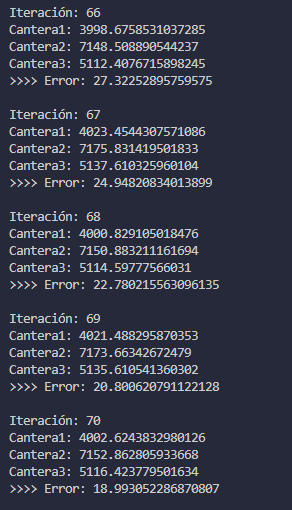 Iteración: 66
Cantera1: 3998.6758531037285
Cantera2: 7148.508890544237
Cantera3: 5112.4076715898245
>>>> Error: 27.32252895759575
Iteración: 67
Cantera1: 4023.4544307571086
Cantera2: 7175.831419501833
Cantera3: 5137.610325960104
>>>> Error: 24.94820834013899
Iteración: 68
Cantera1: 4000.829105018476
Cantera2: 7150.883211161694
Cantera3: 5114.59777566031
>>>> Error: 22.780215563096135
Iteración: 69
Cantera1: 4021.488295870353
Cantera2: 7173.66342672479
Cantera3: 5135.610541360302
>>>> Error: 20.800620791122128
Iteración: 70
Cantera1: 4002.6243832980126
Cantera2: 7152.862805933668
Cantera3: 5116.423779501634
>>>> Error: 18.993052286870807